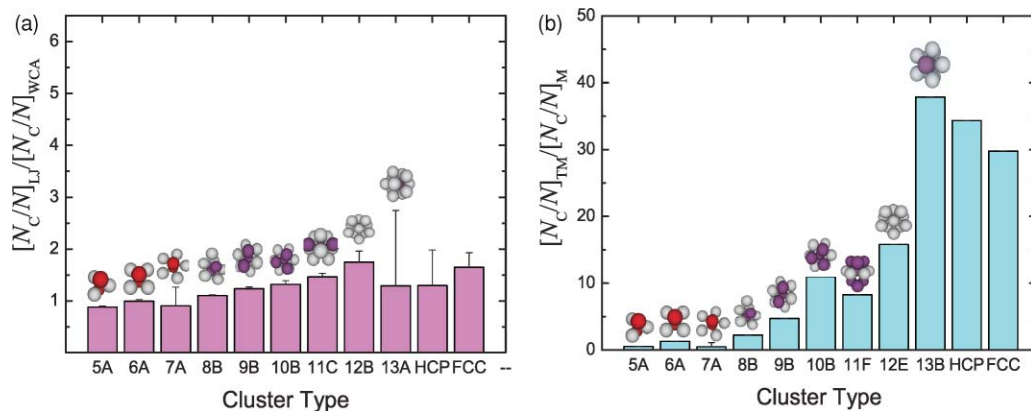 (a)
[N_C/N]_LJ/[N_C/N]_WCA
6
5
4
3
2
1
5A 6A 7A 8B 9B 10B 11C 12B 13A HCP FCC --
Cluster Type
(b)
[N_C/N]_TM/[N_C/N]_M
50
40
30
20
10
0
5A 6A 7A 8B 9B 10B 11F 12E 13B HCP FCC
Cluster Type